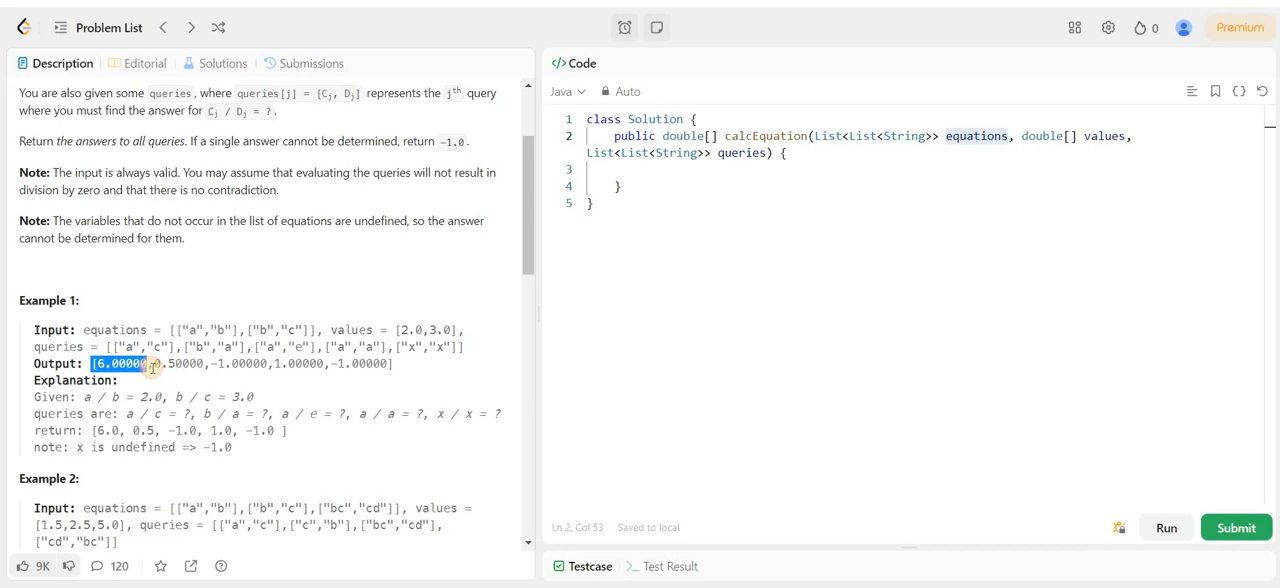 Problem List
0
Premium
Description
Editorial
Solutions
Submissions
You are also given some queries, where queries[j] = [Cj, Dj] represents the jth query
where you must find the answer for Cj / Dj = ?.
Return the answers to all queries. If a single answer cannot be determined, return -1.0.
Note: The input is always valid. You may assume that evaluating the queries will not result in
division by zero and that there is no contradiction.
Note: The variables that do not occur in the list of equations are undefined, so the answer
cannot be determined for them.
Example 1:
Input: equations = [["a","b"],["b","c"]], values = [2.0,3.0],
queries = [["a","c"],["b","a"],["a","e"],["a","a"],["x","x"]]
Output: [6.00000,0.50000,-1.00000,1.00000,-1.00000]
Explanation:
Given: a / b = 2.0, b / c = 3.0
queries are: a / c = ?, b / a = ?, a / e = ?, a / a = ?, x / x = ?
return: [6.0, 0.5, -1.0, 1.0, -1.0 ]
note: x is undefined => -1.0
Example 2:
Input: equations = [["a","b"],["b","c"],["bc","cd"]], values =
[1.5,2.5,5.0], queries = [["a","c"],["c","b"],["bc","cd"],
["cd","bc"]]
9K
120
</> Code
Java
Auto
1 class Solution {
2 public double[] calcEquation(List<List<String>> equations, double[] values,
List<List<String>> queries) {
3
4 }
5 }
Ln 2, Col 53 Saved to local
Run
Submit
Testcase
>_ Test Result